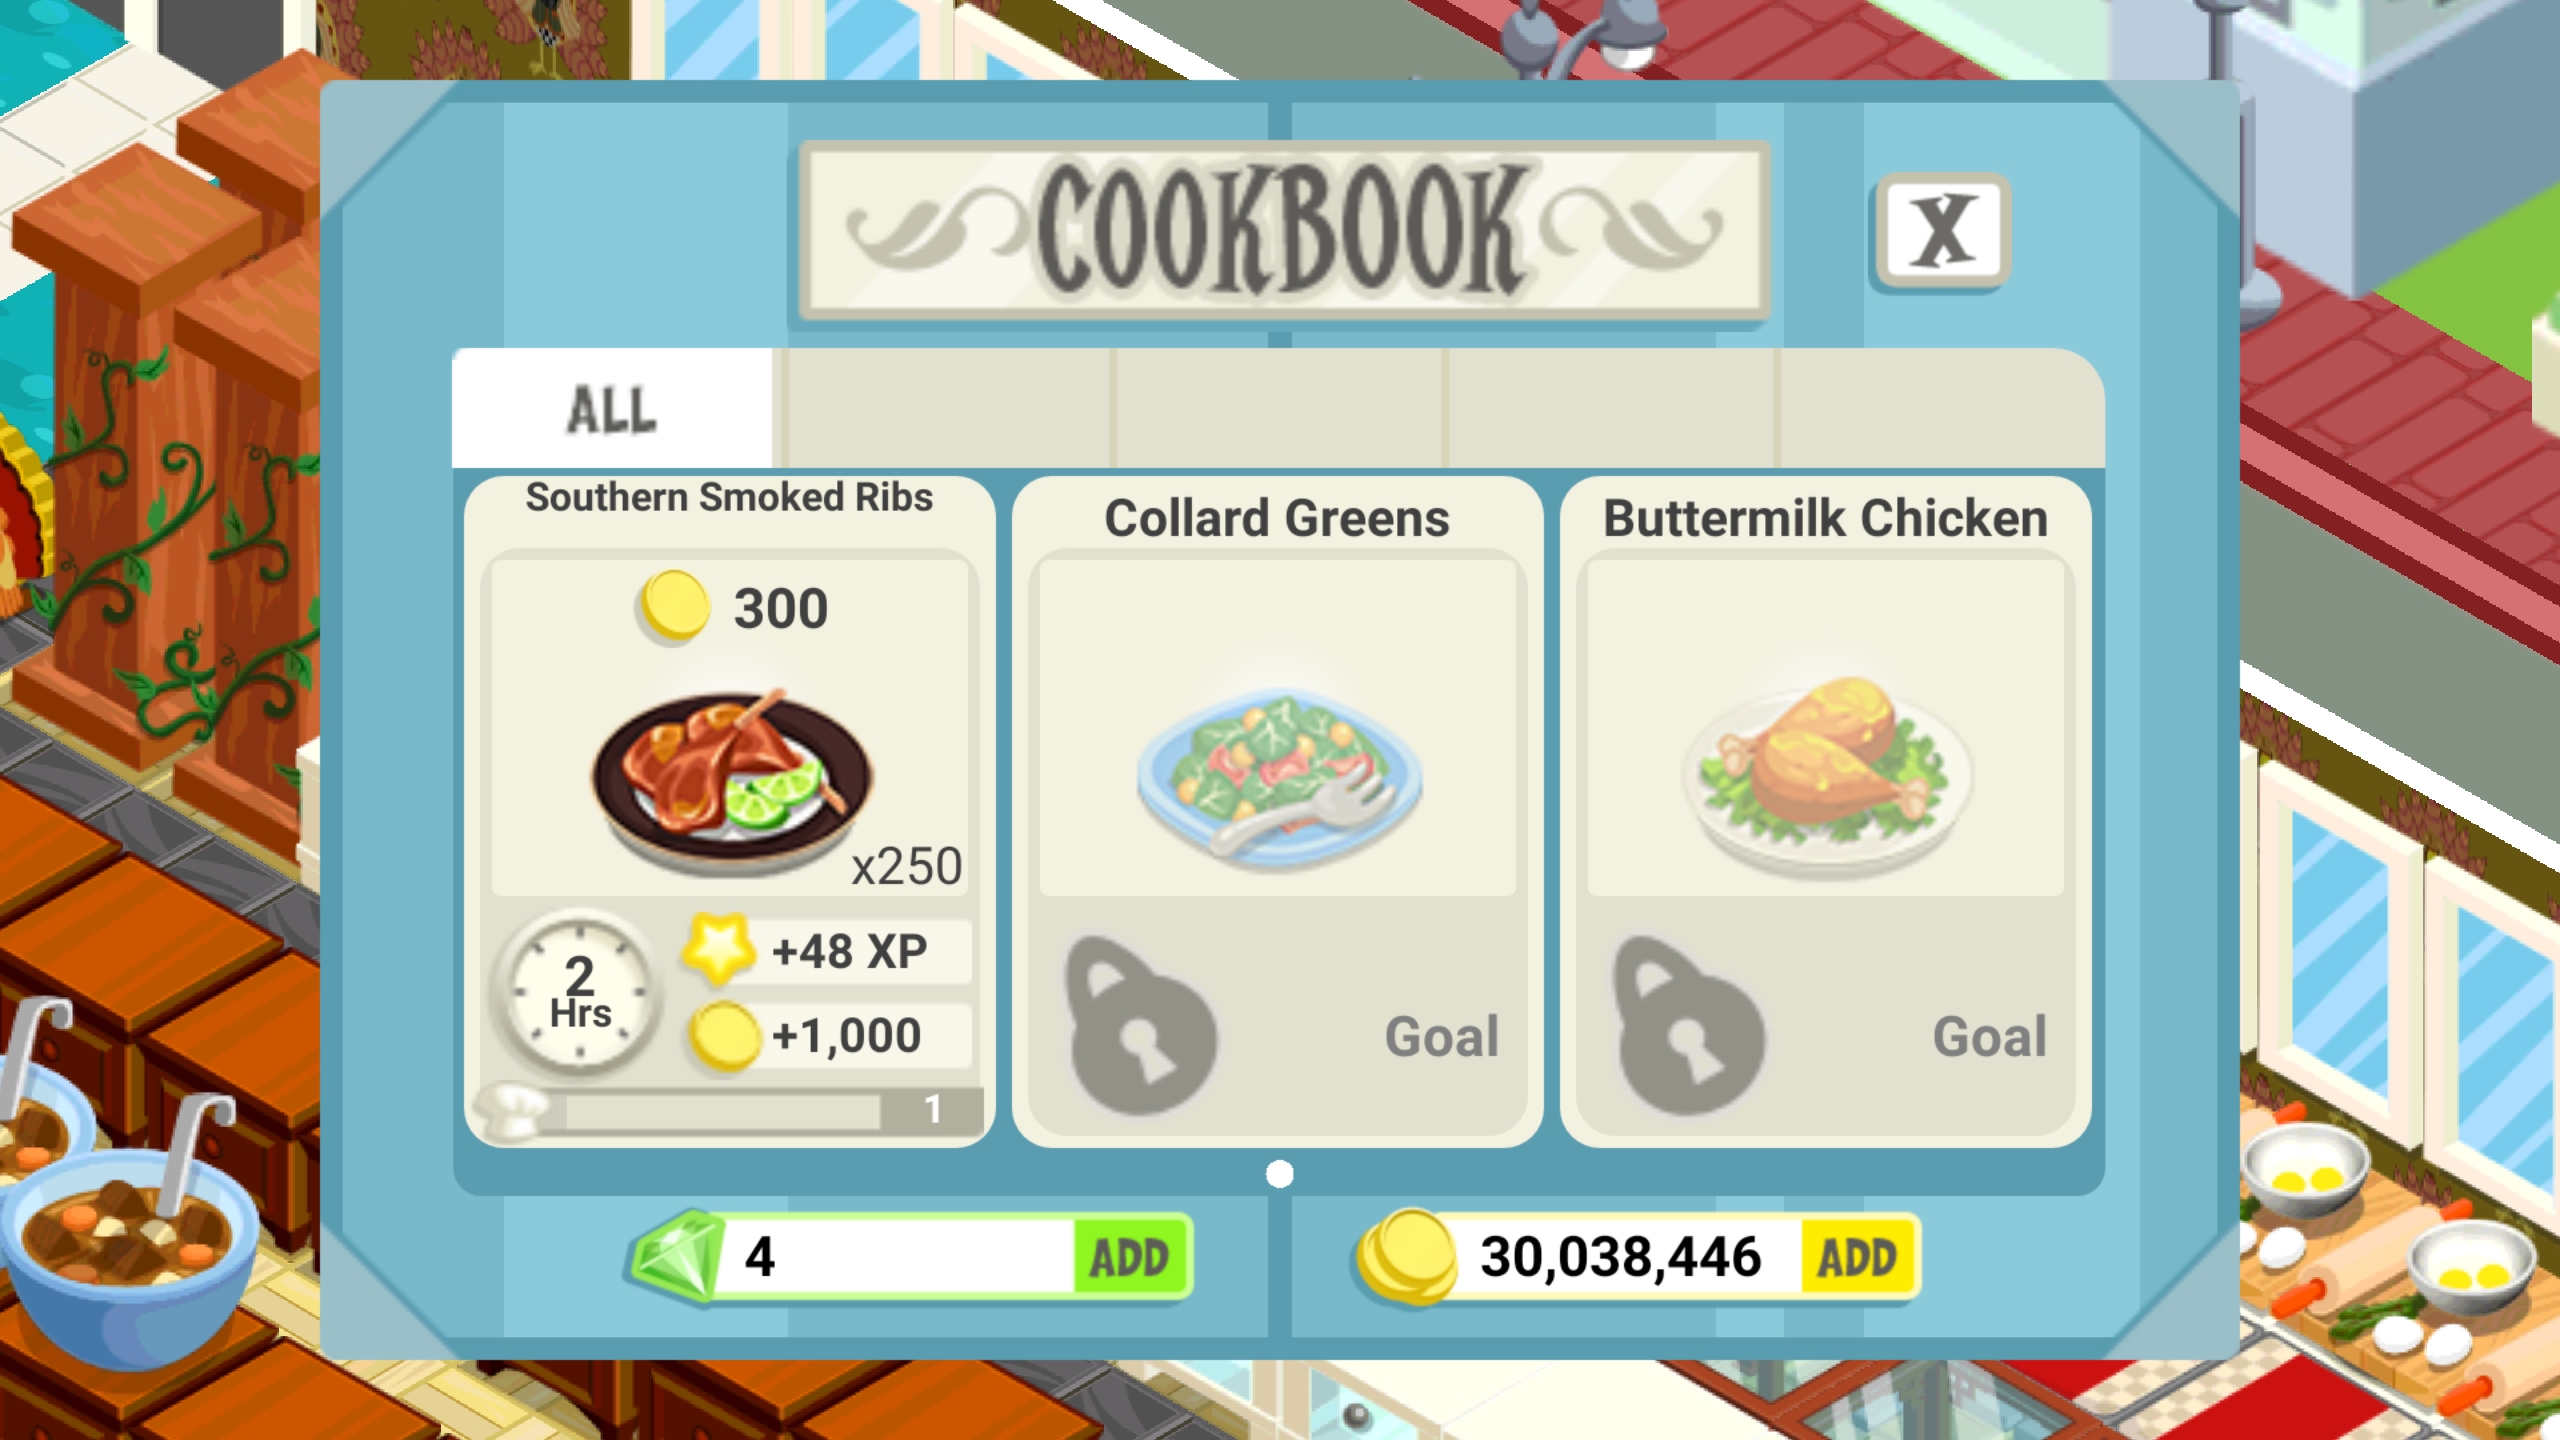 COOKBOOK
X
ALL
Southern Smoked Ribs
300
x250
2
Hrs
+48 XP
+1,000
1
Collard Greens
Goal
Buttermilk Chicken
Goal
4
ADD
30,038,446
ADD